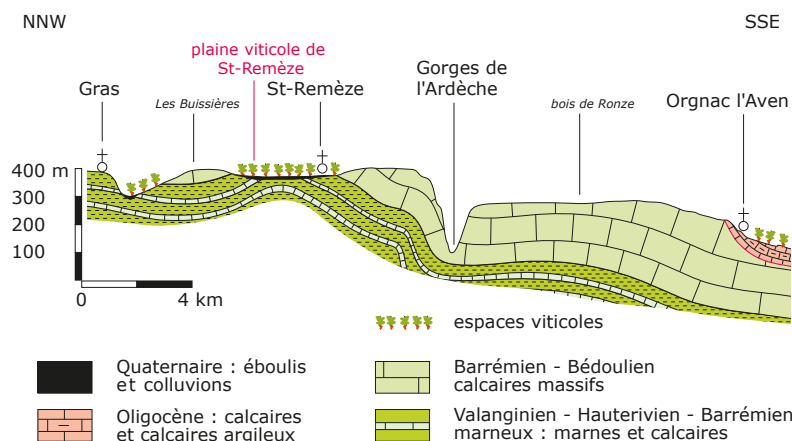 NNW
SSE
plaine viticole de
St-Remèze
Gras
Les Buissières
St-Remèze
Gorges de
l'Ardèche
bois de Ronze
Orgnac l'Aven
400 m
300
200
100
0
4 km
espaces viticoles
Quaternaire : éboulis
et colluvions
Barrémien - Bédoulien
calcaires massifs
Oligocène : calcaires
et calcaires argileux
Valanginien - Hauterivien - Barrémien
marneux : marnes et calcaires